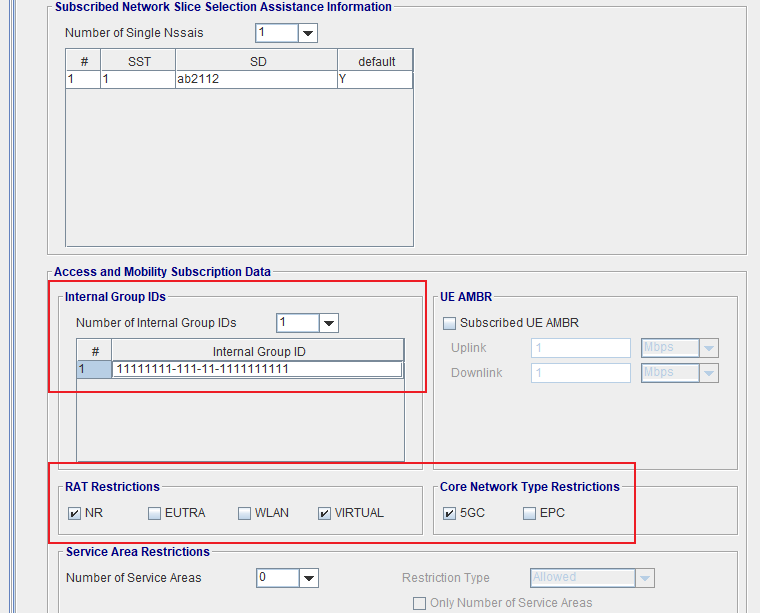 Subscribed Network Slice Selection Assistance Information
Number of Single Nssais 1
# SST SD default
1 1 ab2112 Y
Access and Mobility Subscription Data
Internal Group IDs UE AMBR
Number of Internal Group IDs 1 Subscribed UE AMBR
# Internal Group ID Uplink 1 Mbps
1 11111111-111-11-1111111111 Downlink 1 Mbps
RAT Restrictions Core Network Type Restrictions
NR EUTRA WLAN VIRTUAL 5GC EPC
Service Area Restrictions
Number of Service Areas 0 Restriction Type Allowed
Only Number of Service Areas